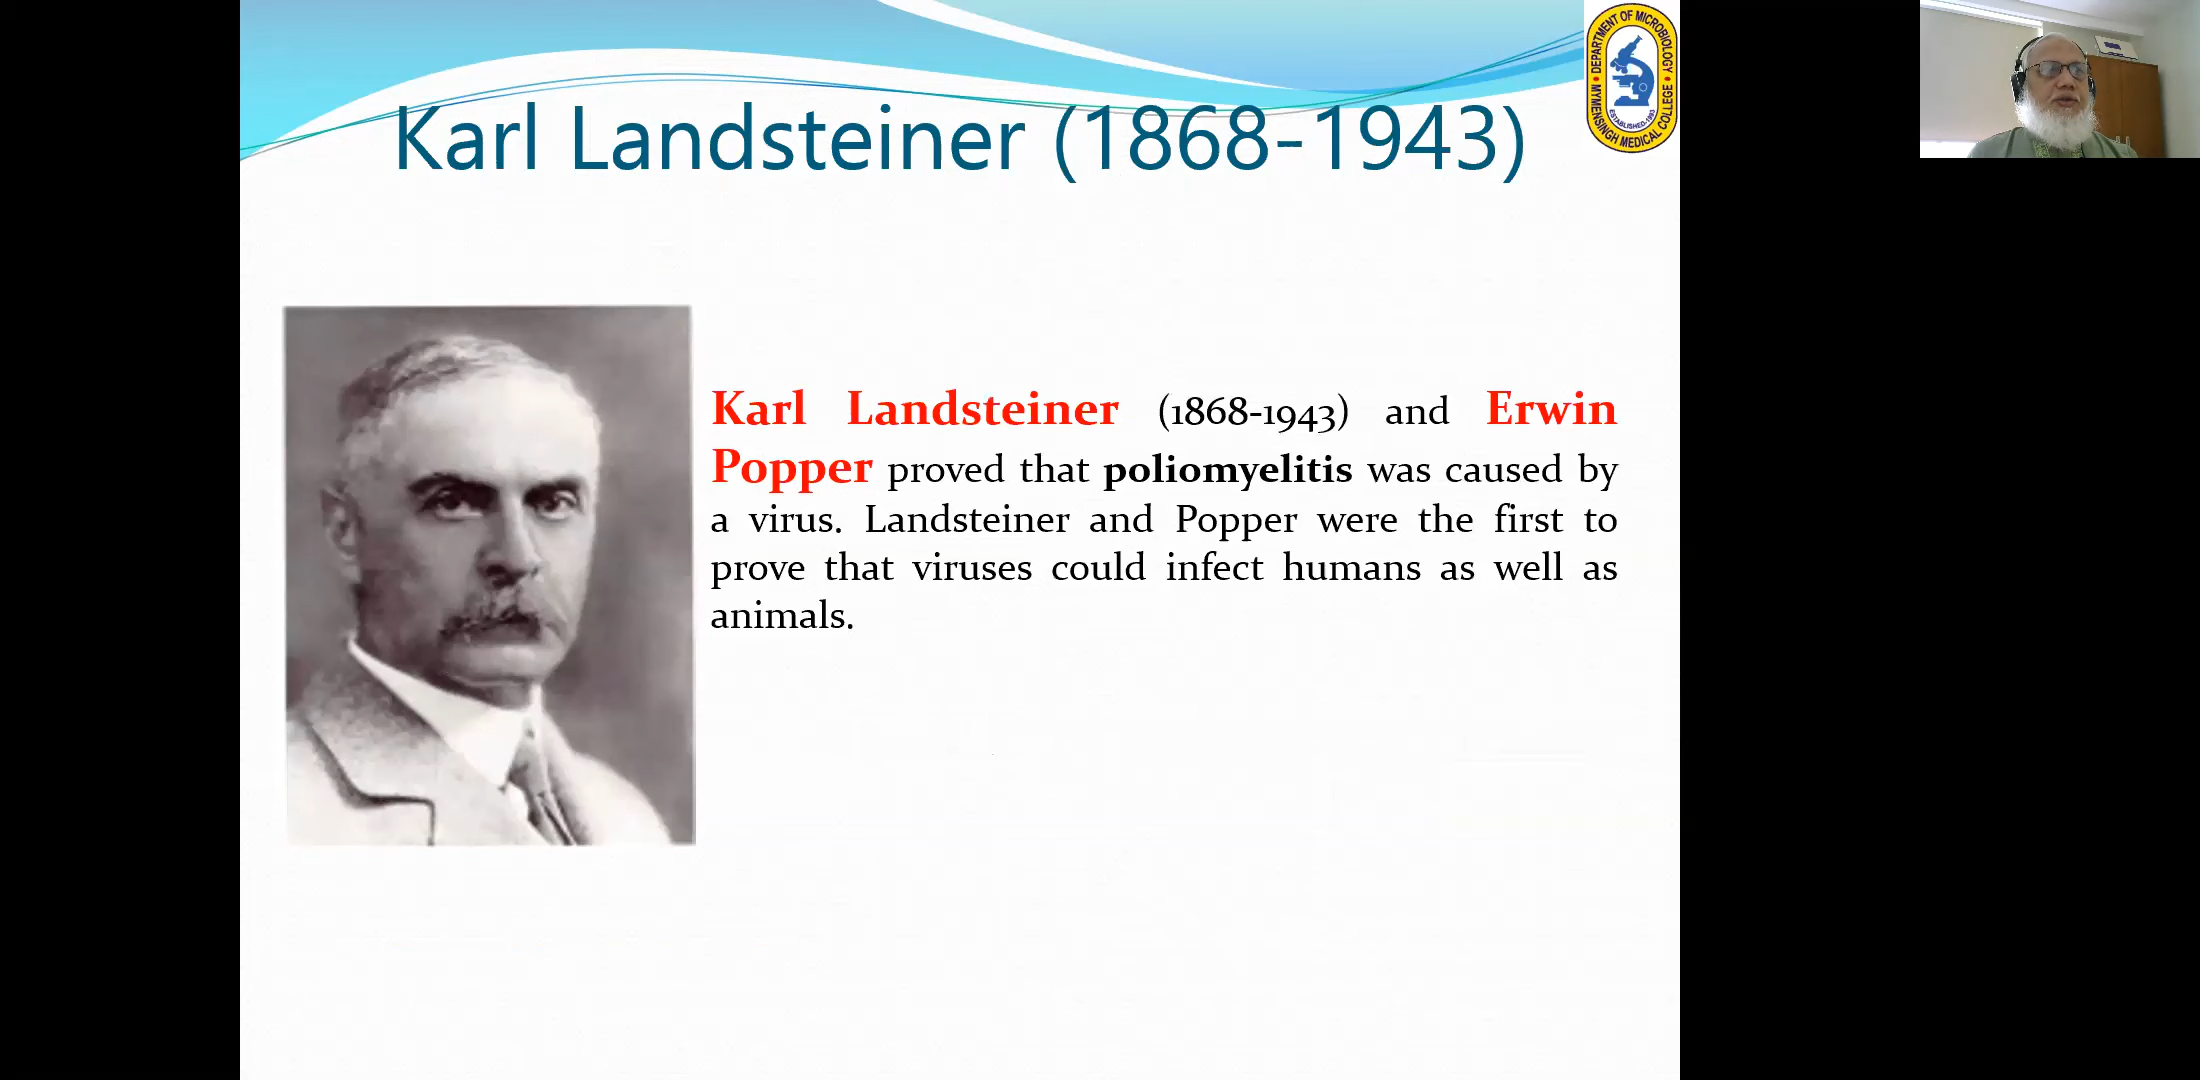 Karl Landsteiner (1868-1943)
DEPARTMENT OF MICROBIOLOGY
MYMENSINGH MEDICAL COLLEGE
Karl Landsteiner (1868-1943) and Erwin
Popper proved that poliomyelitis was caused by
a virus. Landsteiner and Popper were the first to
prove that viruses could infect humans as well as
animals.